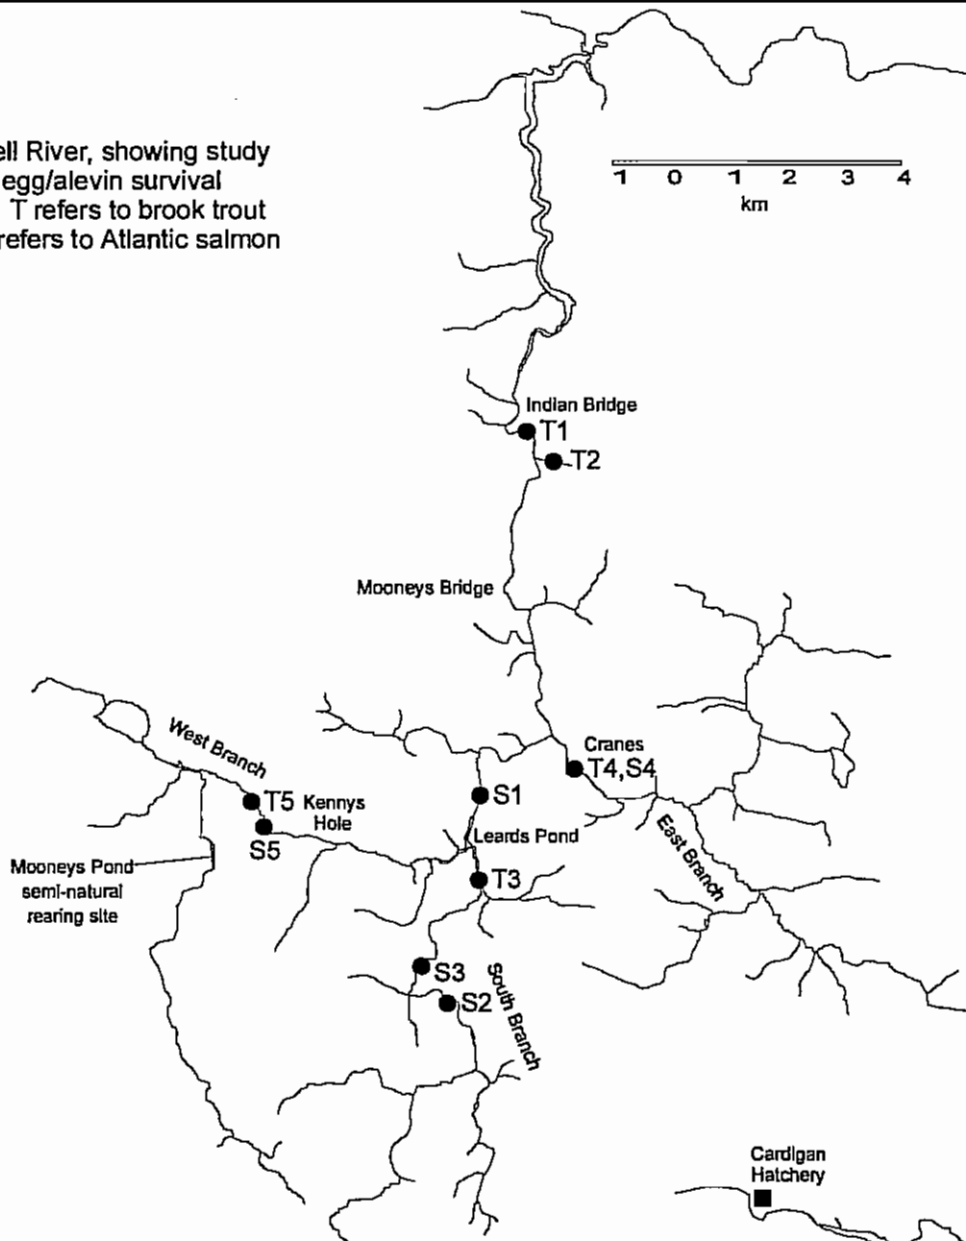 ell River, showing study
egg/alevin survival
T refers to brook trout
refers to Atlantic salmon
1 0 1 2 3 4
km
Indian Bridge
T1
T2
Mooneys Bridge
West Branch
Cranes
T4,S4
T5
Kennys
Hole
S1
S5
Leards Pond
East Branch
Mooneys Pond
semi-natural
rearing site
T3
S3
S2
South Branch
Cardigan
Hatchery